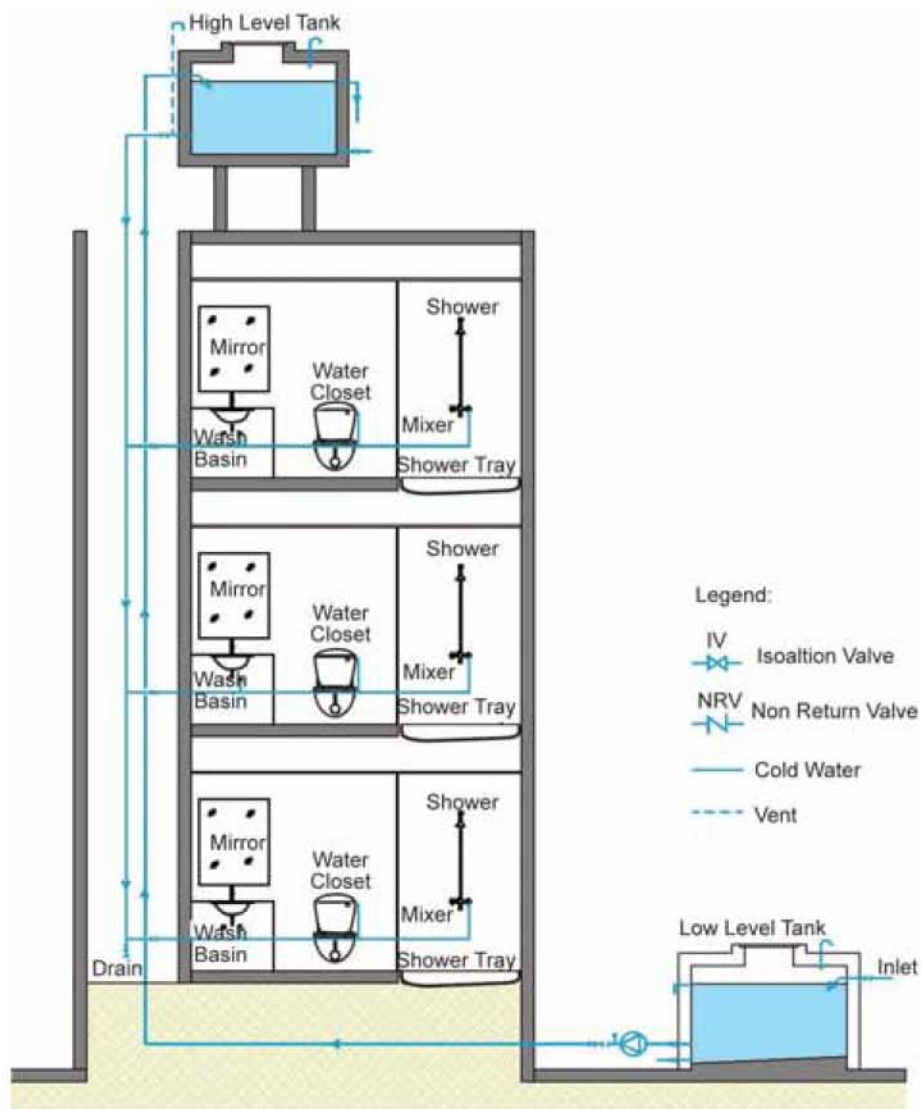 High Level Tank
Shower
Mirror
Water
Closet
Mixer
Wash
Basin
Shower Tray
Shower
Mirror
Water
Closet
Mixer
Wash
Basin
Shower Tray
Legend:
IV
Isoaltion Valve
NRV
Non Return Valve
Cold Water
Vent
Shower
Mirror
Water
Closet
Mixer
Wash
Basin
Shower Tray
Drain
Low Level Tank
Inlet